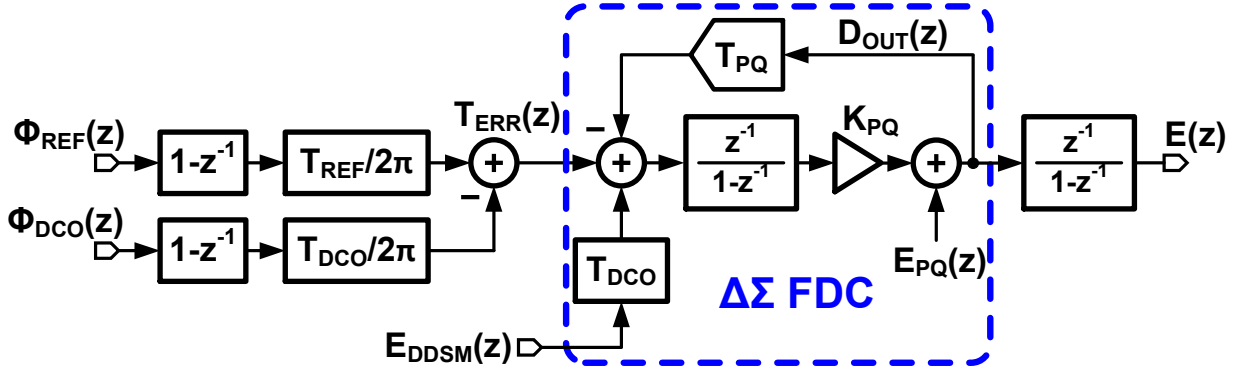 T_PQ
D_OUT(z)
Φ_REF(z)
1-z⁻¹
T_REF/2π
T_ERR(z)
+
−
−
+
z⁻¹
1-z⁻¹
K_PQ
+
z⁻¹
1-z⁻¹
E(z)
Φ_DCO(z)
1-z⁻¹
T_DCO/2π
T_DCO
E_PQ(z)
ΔΣ FDC
E_DDSM(z)